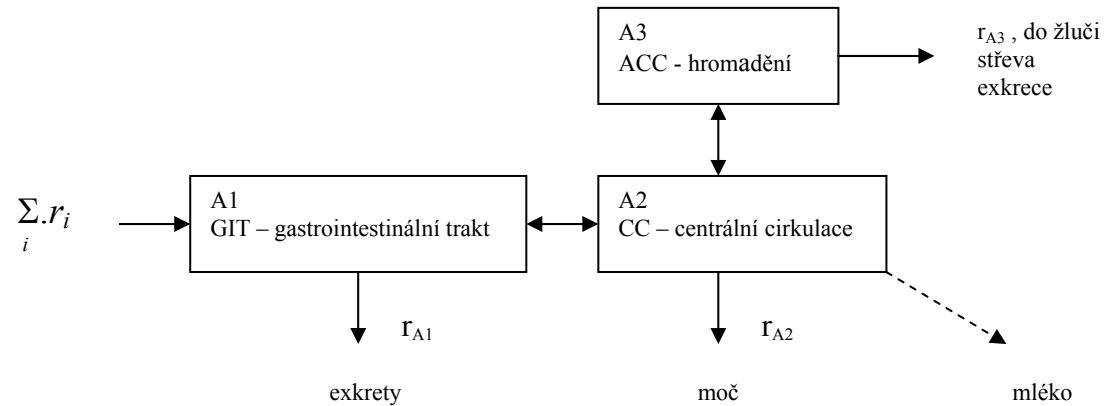 A3
ACC - hromadění
r_A3 , do žluči
střeva
exkrece
Σ.r_i
i
A1
GIT – gastrointestinální trakt
A2
CC – centrální cirkulace
r_A1
r_A2
exkrety
moč
mléko